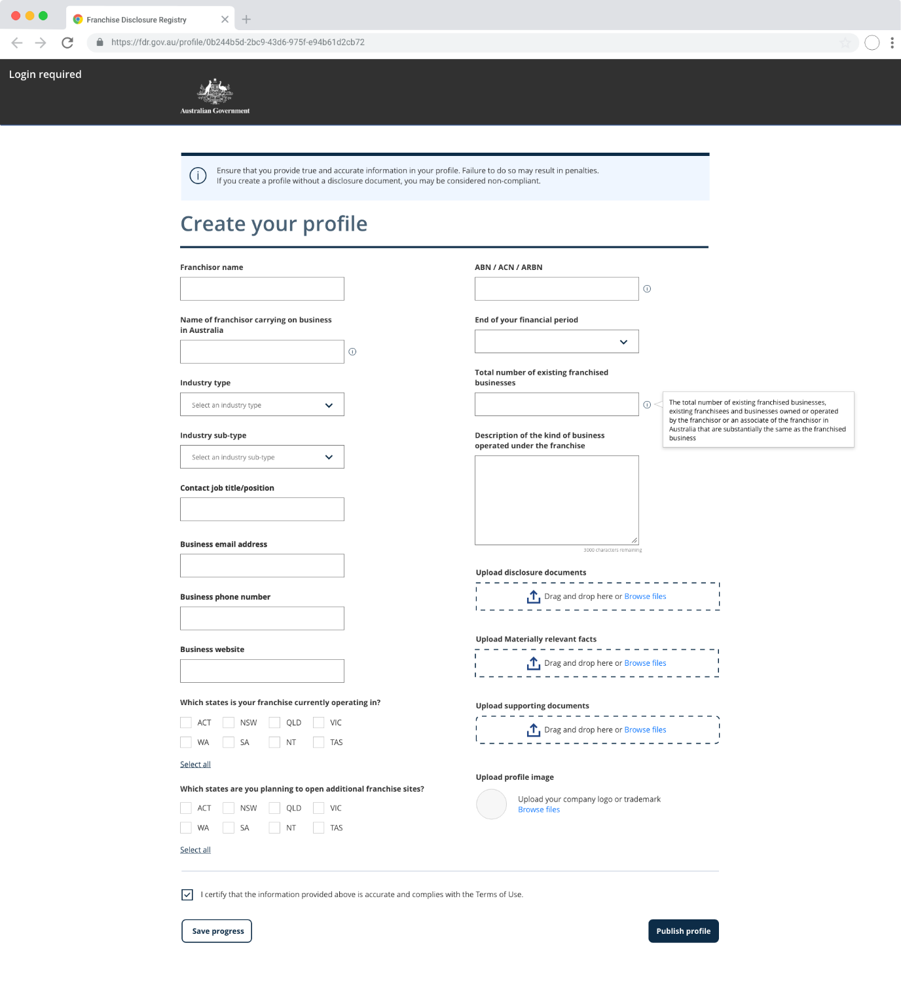 Franchise Disclosure Registry
https://fdr.gov.au/profile/0b244b5d-2bc9-43d6-975f-e94b61d2cb72
Login required
Australian Government
Ensure that you provide true and accurate information in your profile. Failure to do so may result in penalties.
If you create a profile without a disclosure document, you may be considered non-compliant.
Create your profile
Franchisor name
Name of franchisor carrying on business
in Australia
Industry type
Select an industry type
Industry sub-type
Select an industry sub-type
Contact job title/position
Business email address
Business phone number
Business website
Which states is your franchise currently operating in?
ACT NSW QLD VIC
WA SA NT TAS
Select all
Which states are you planning to open additional franchise sites?
ACT NSW QLD VIC
WA SA NT TAS
Select all
ABN / ACN / ARBN
End of your financial period
Total number of existing franchised
businesses
The total number of existing franchised businesses,
existing franchisees and businesses owned or operated
by the franchisor or an associate of the franchisor in
Australia that are substantially the same as the franchised
business
Description of the kind of business
operated under the franchise
3000 characters remaining
Upload disclosure documents
Drag and drop here or Browse files
Upload Materially relevant facts
Drag and drop here or Browse files
Upload supporting documents
Drag and drop here or Browse files
Upload profile image
Upload your company logo or trademark
Browse files
I certify that the information provided above is accurate and complies with the Terms of Use.
Save progress
Publish profile